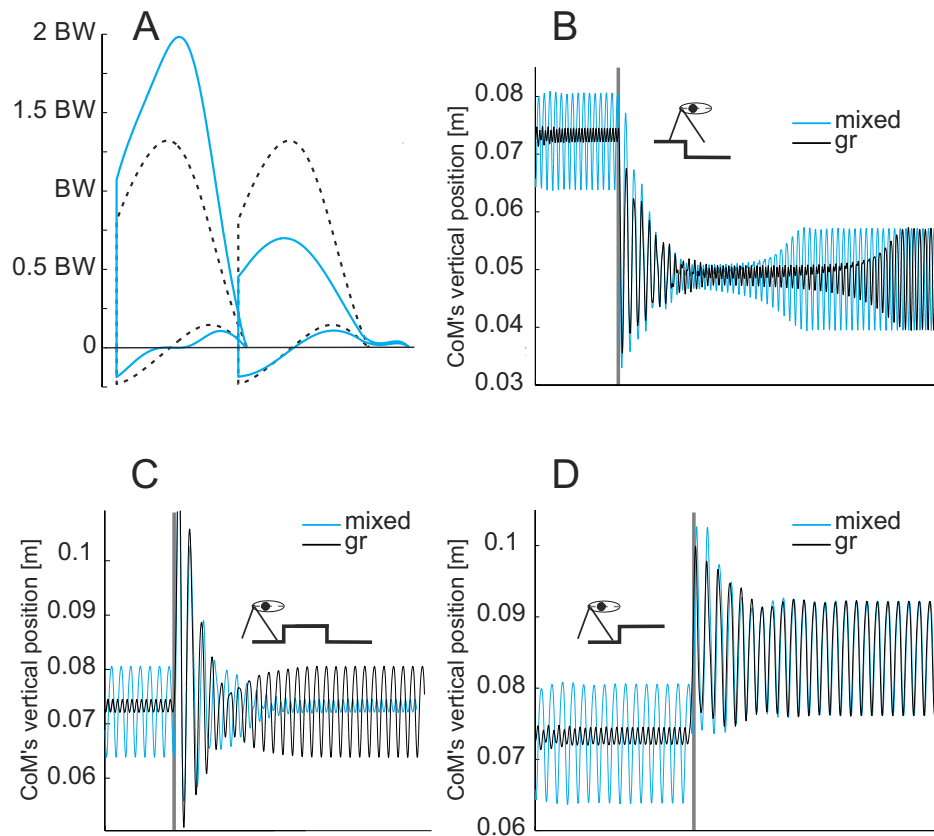 A
2 BW
1.5 BW
BW
0.5 BW
0
B
CoM's vertical position [m]
0.08
0.07
0.06
0.05
0.04
0.03
mixed
gr
C
CoM's vertical position [m]
0.1
0.09
0.08
0.07
0.06
mixed
gr
D
CoM's vertical position [m]
0.1
0.09
0.08
0.07
0.06
mixed
gr